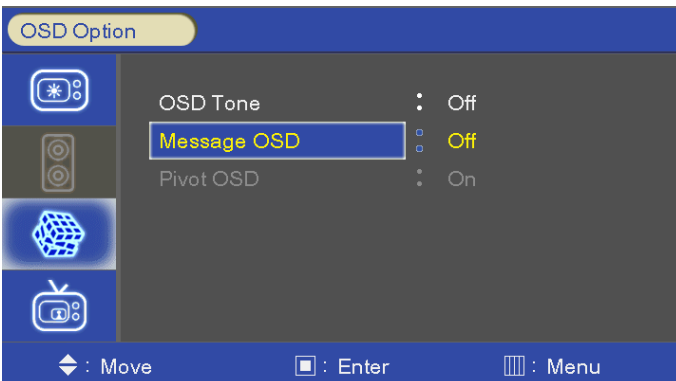 OSD Option
OSD Tone : Off
Message OSD : Off
Pivot OSD : On
: Move : Enter : Menu